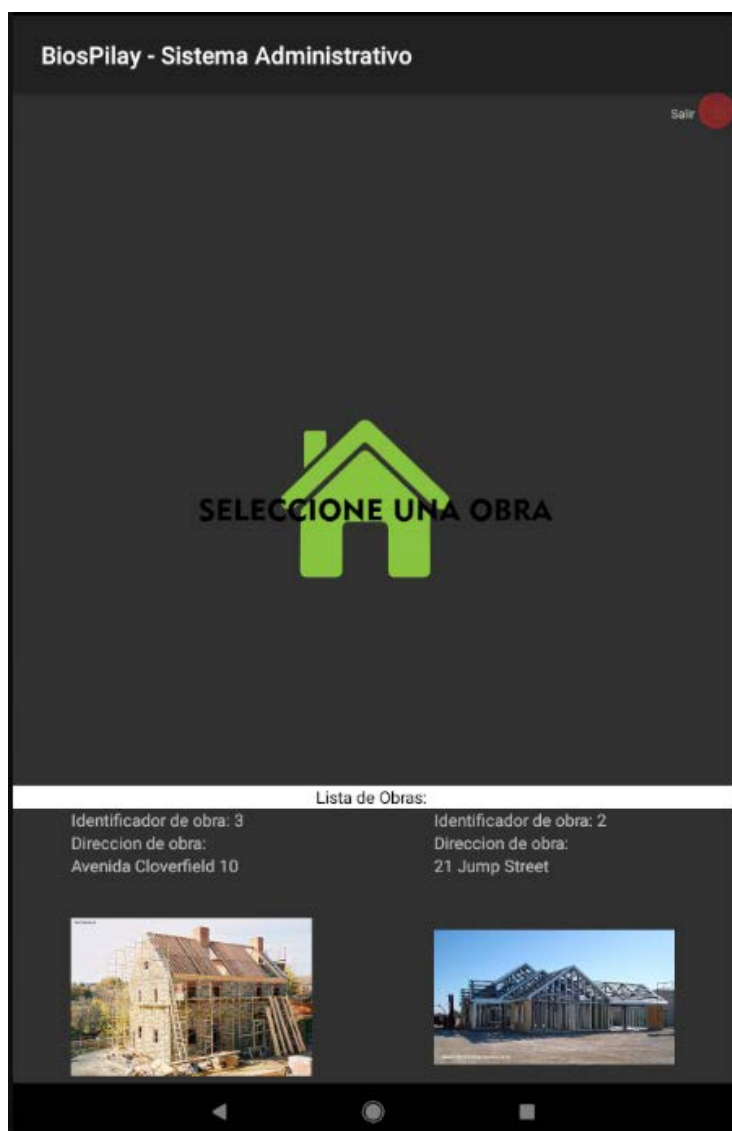 BiosPilay - Sistema Administrativo
Salir
SELECCIONE UNA OBRA
Lista de Obras:
Identificador de obra: 3
Direccion de obra:
Avenida Cloverfield 10
Identificador de obra: 2
Direccion de obra:
21 Jump Street